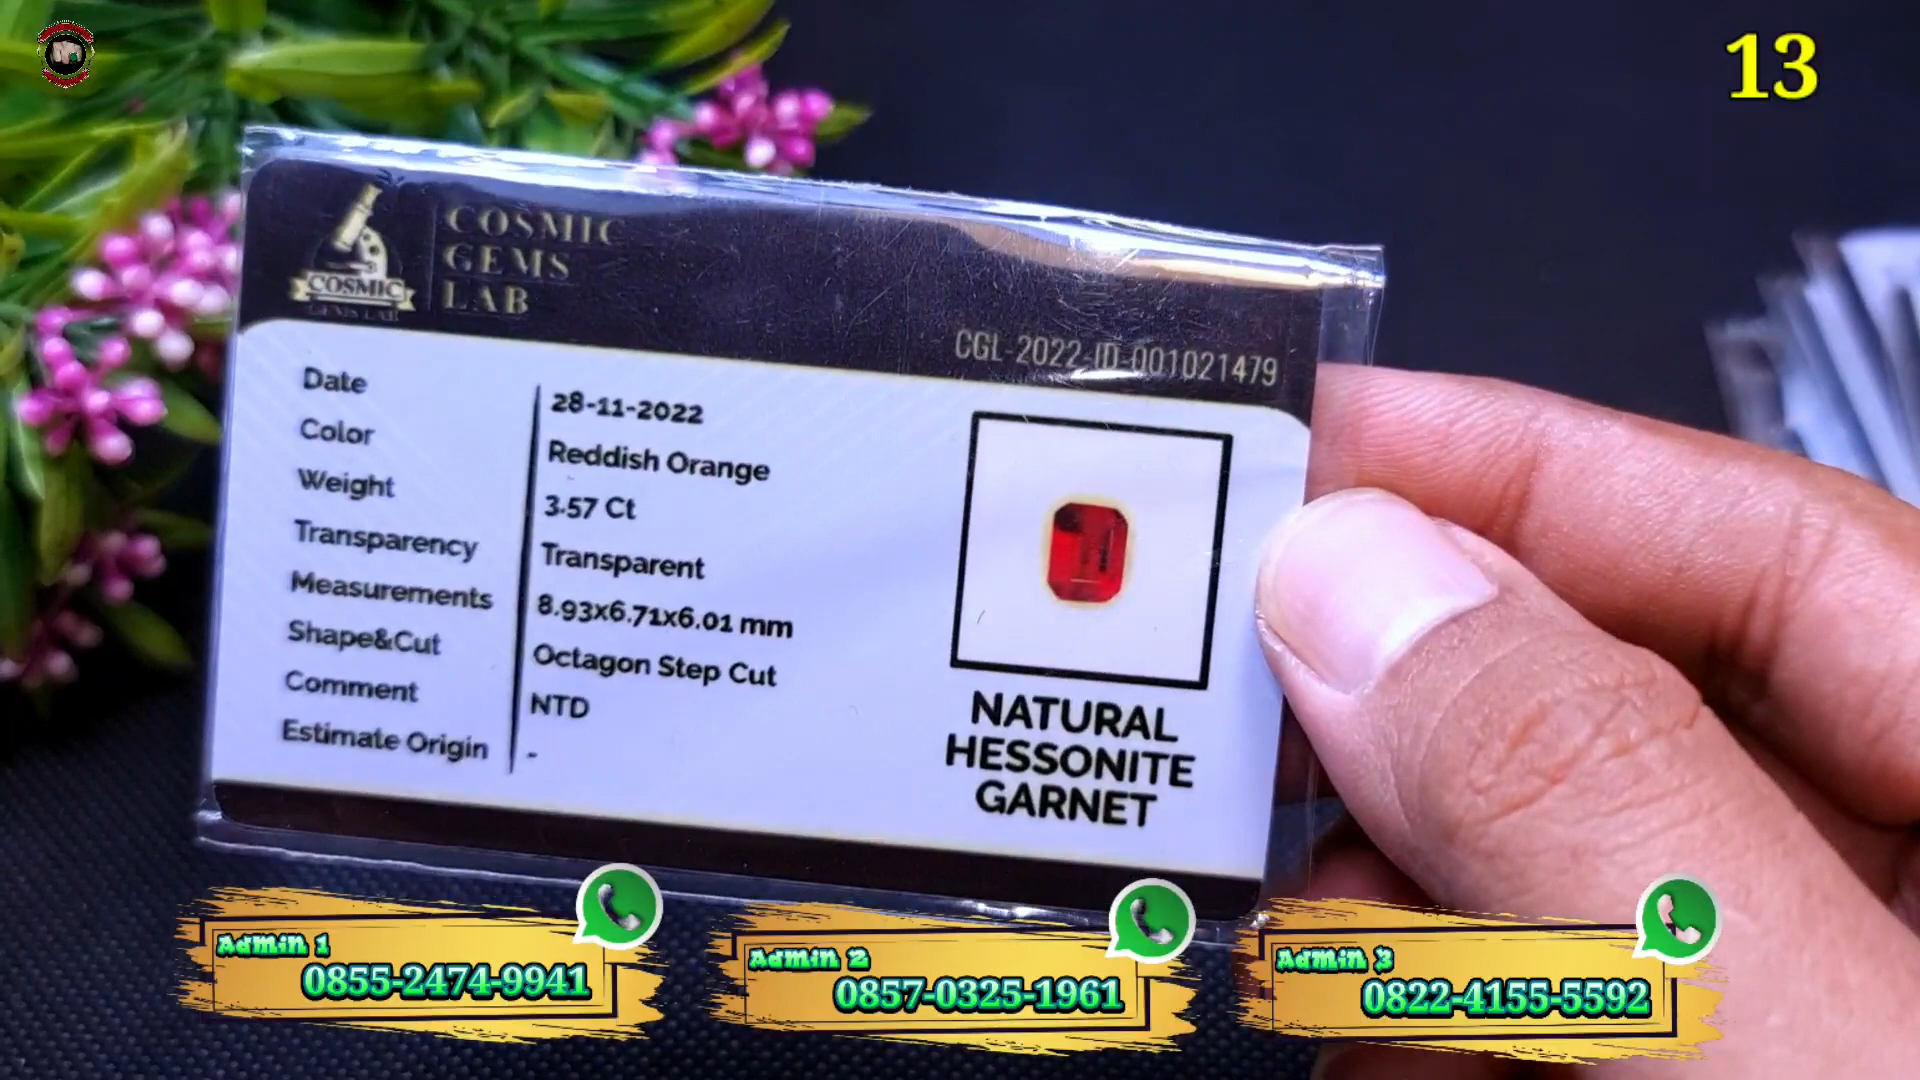 13
COSMIC
GEMS
LAB
COSMIC
GEMS LAB
CGL-2022-ID-001021479
Date 28-11-2022
Color Reddish Orange
Weight 3.57 Ct
Transparency Transparent
Measurements 8.93x6.71x6.01 mm
Shape&Cut Octagon Step Cut
Comment NTD
Estimate Origin -
NATURAL
HESSONITE
GARNET
Admin 1
0855-2474-9941
Admin 2
0857-0325-1961
Admin 3
0822-4155-5592